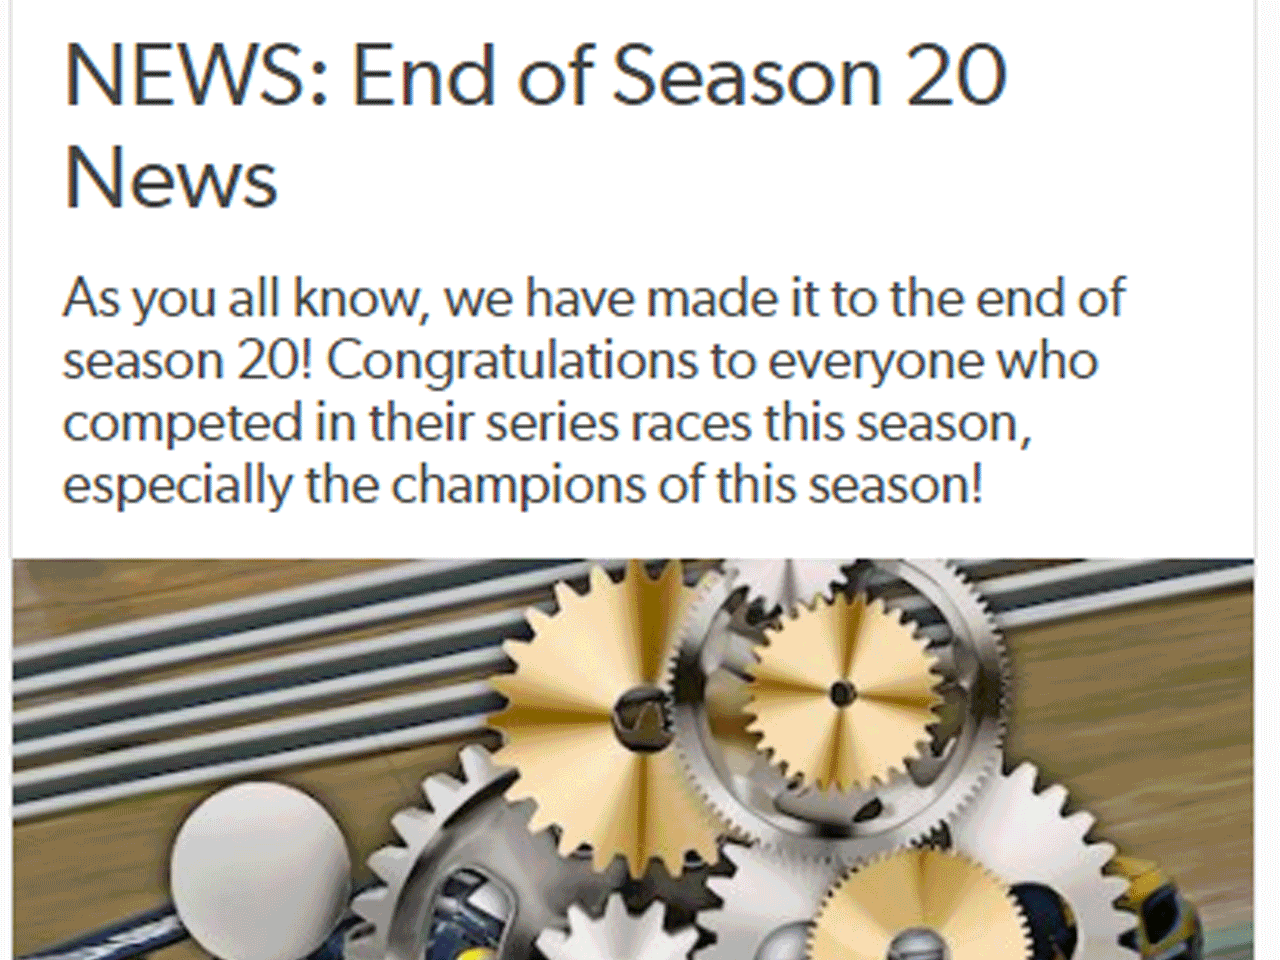 NEWS: End of Season 20
News
As you all know, we have made it to the end of
season 20! Congratulations to everyone who
competed in their series races this season,
especially the champions of this season!